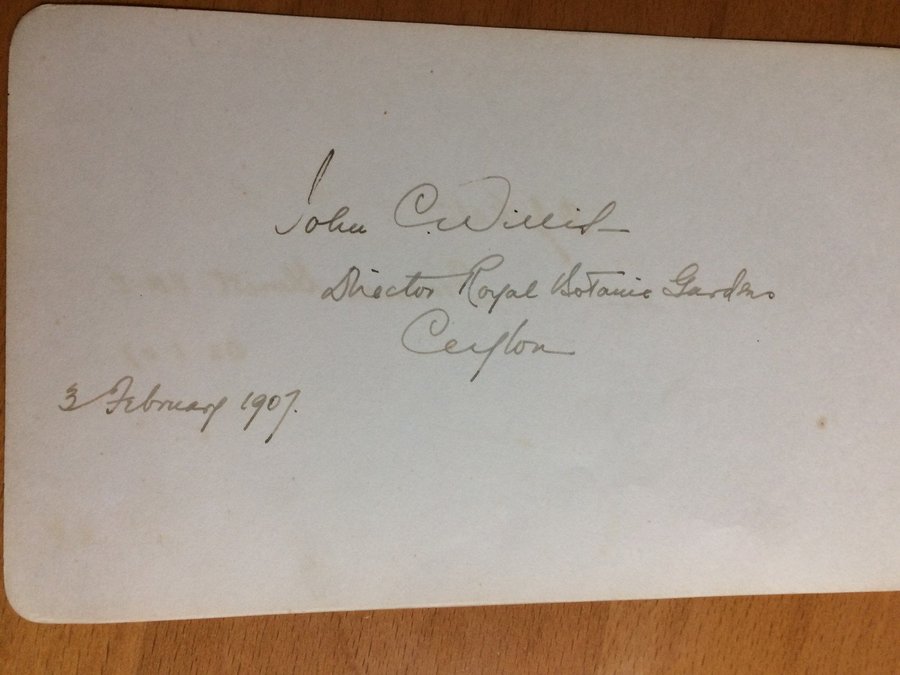 John C. Willis
Director Royal Botanic Gardens
Ceylon
3 February 1907.